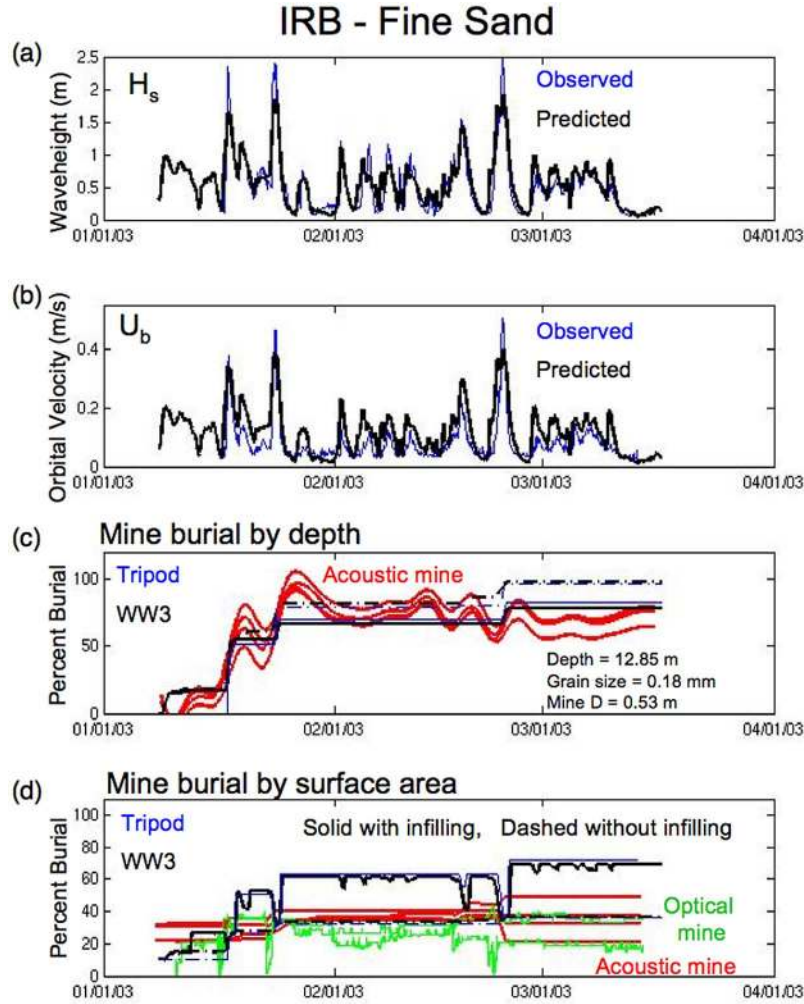 IRB - Fine Sand
(a)
Waveheight (m)
2.5
2
1.5
1
0.5
0
Hs
Observed
Predicted
01/01/03 02/01/03 03/01/03 04/01/03
(b)
Orbital Velocity (m/s)
0.4
0.2
0
Ub
Observed
Predicted
01/01/03 02/01/03 03/01/03 04/01/03
(c)
Mine burial by depth
Percent Burial
100
50
0
Tripod
Acoustic mine
WW3
Depth = 12.85 m
Grain size = 0.18 mm
Mine D = 0.53 m
01/01/03 02/01/03 03/01/03 04/01/03
(d)
Mine burial by surface area
Percent Burial
100
80
60
40
20
0
Tripod
WW3
Solid with infilling, Dashed without infilling
Optical
mine
Acoustic mine
01/01/03 02/01/03 03/01/03 04/01/03